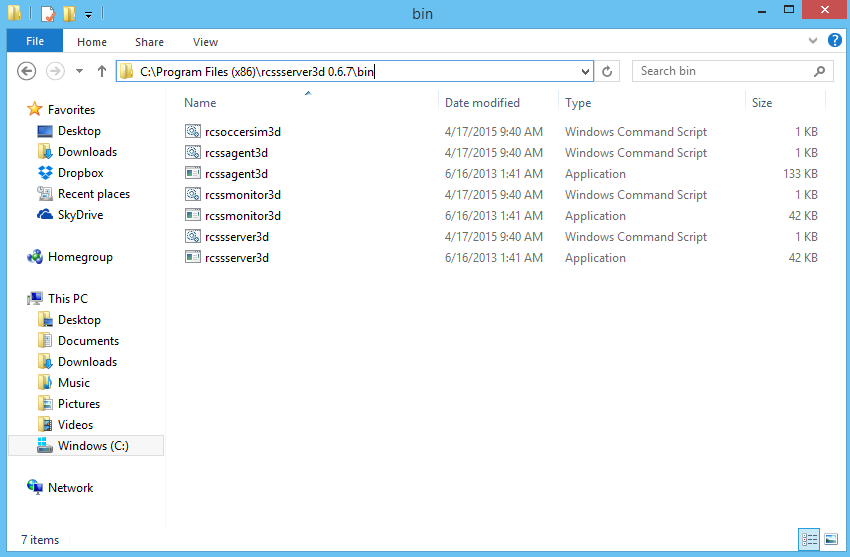 bin
File Home Share View
C:\Program Files (x86)\rcssserver3d 0.6.7\bin
Search bin
Name Date modified Type Size
rcsoccersim3d 4/17/2015 9:40 AM Windows Command Script 1 KB
rcssagent3d 4/17/2015 9:40 AM Windows Command Script 1 KB
rcssagent3d 6/16/2013 1:41 AM Application 133 KB
rcssmonitor3d 4/17/2015 9:40 AM Windows Command Script 1 KB
rcssmonitor3d 6/16/2013 1:41 AM Application 42 KB
rcssserver3d 4/17/2015 9:40 AM Windows Command Script 1 KB
rcssserver3d 6/16/2013 1:41 AM Application 42 KB
Favorites
Desktop
Downloads
Dropbox
Recent places
SkyDrive
Homegroup
This PC
Desktop
Documents
Downloads
Music
Pictures
Videos
Windows (C:)
Network
7 items